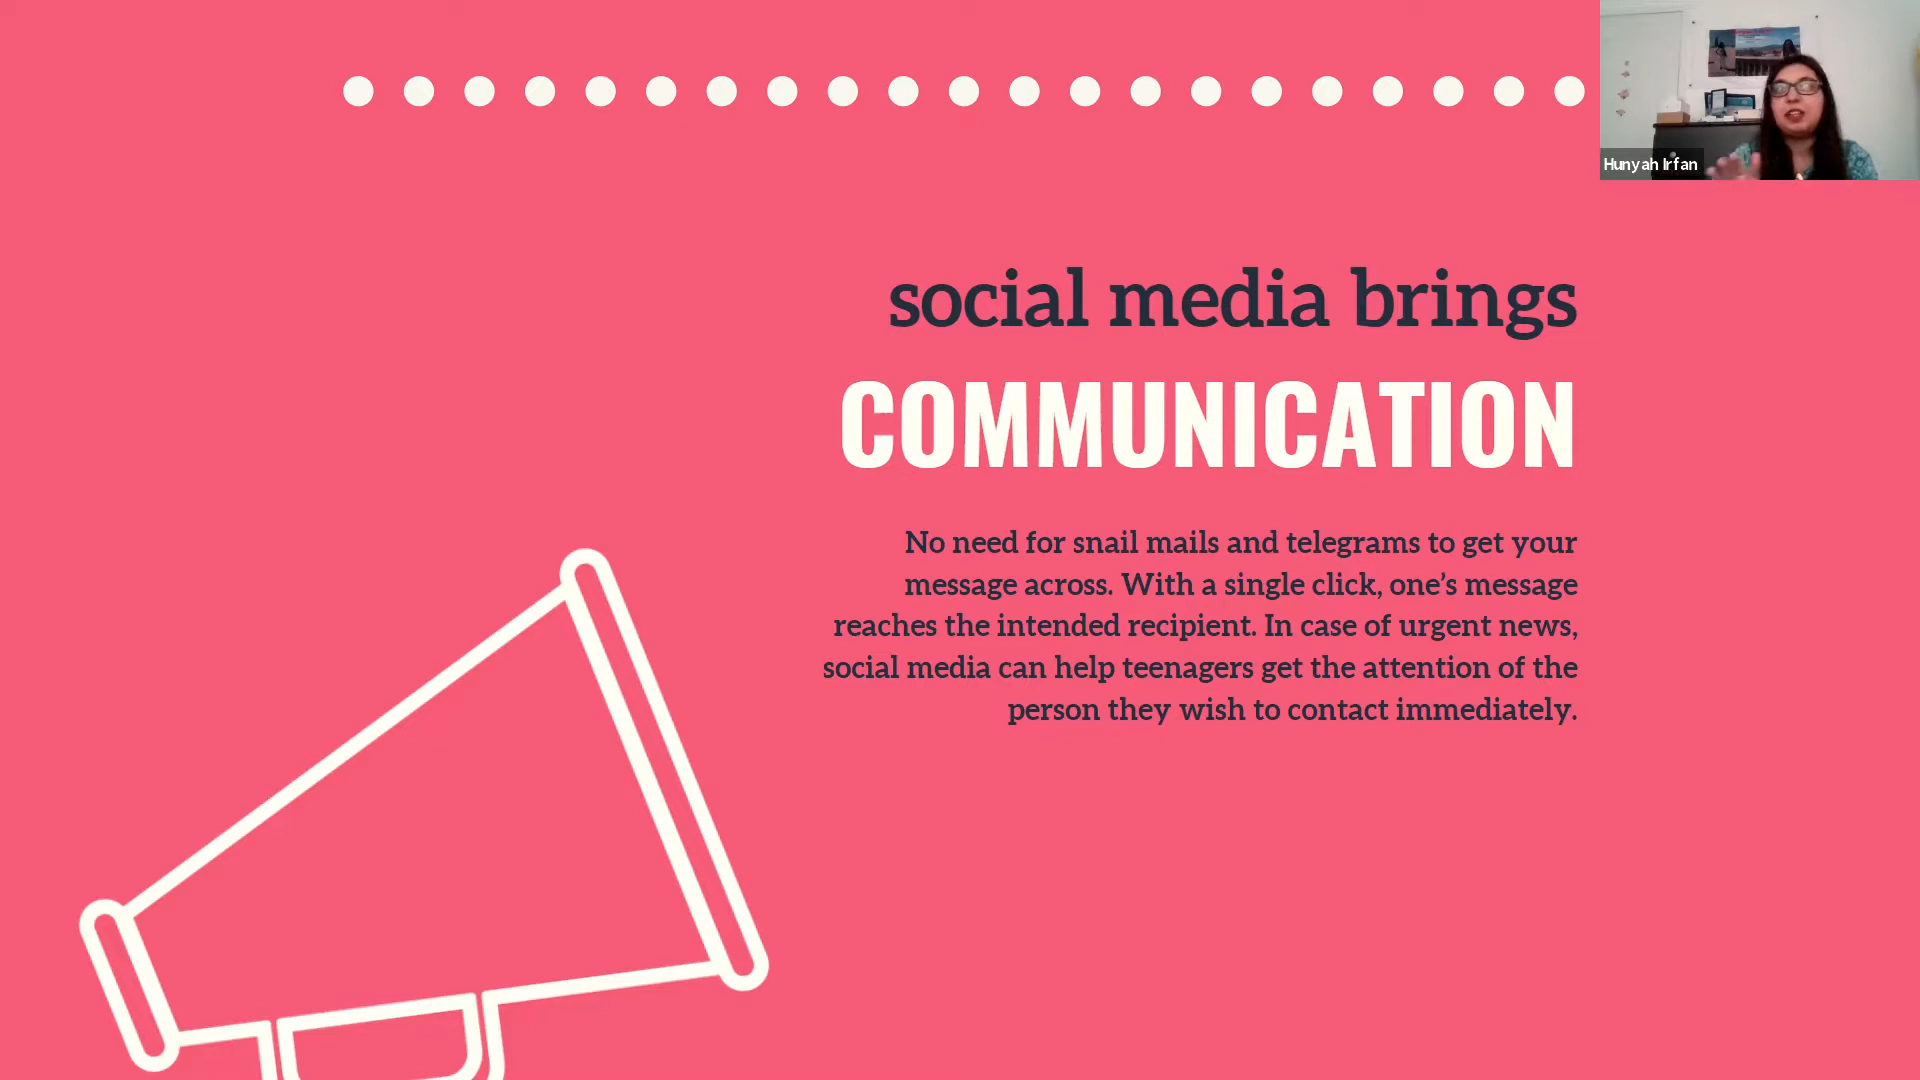 Hunyah Irfan
social media brings
COMMUNICATION
No need for snail mails and telegrams to get your
message across. With a single click, one’s message
reaches the intended recipient. In case of urgent news,
social media can help teenagers get the attention of the
person they wish to contact immediately.